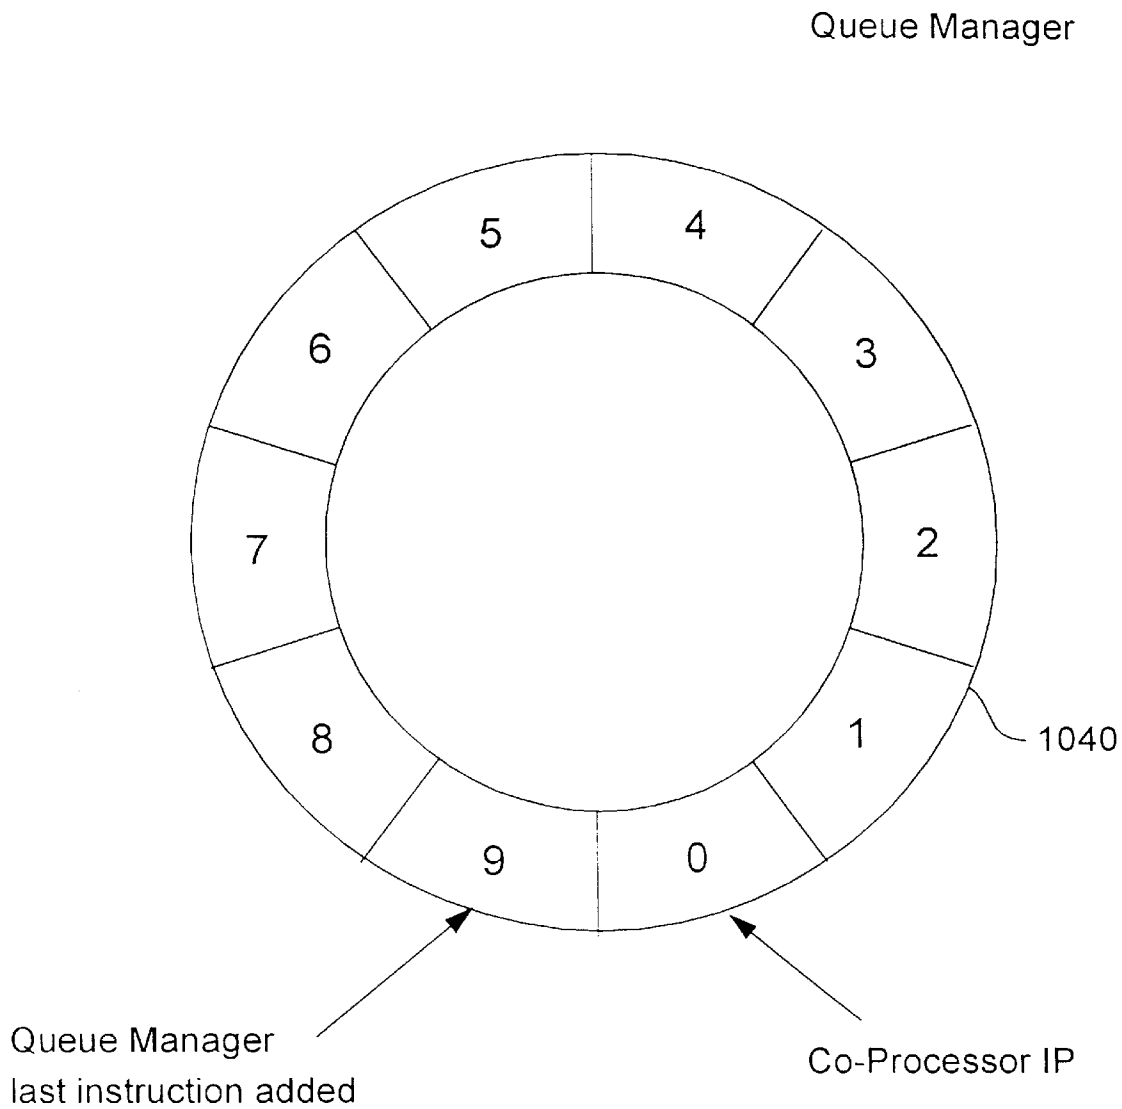 Queue Manager
5
4
6
3
7
2
8
1
1040
9
0
Queue Manager
last instruction added
Co-Processor IP